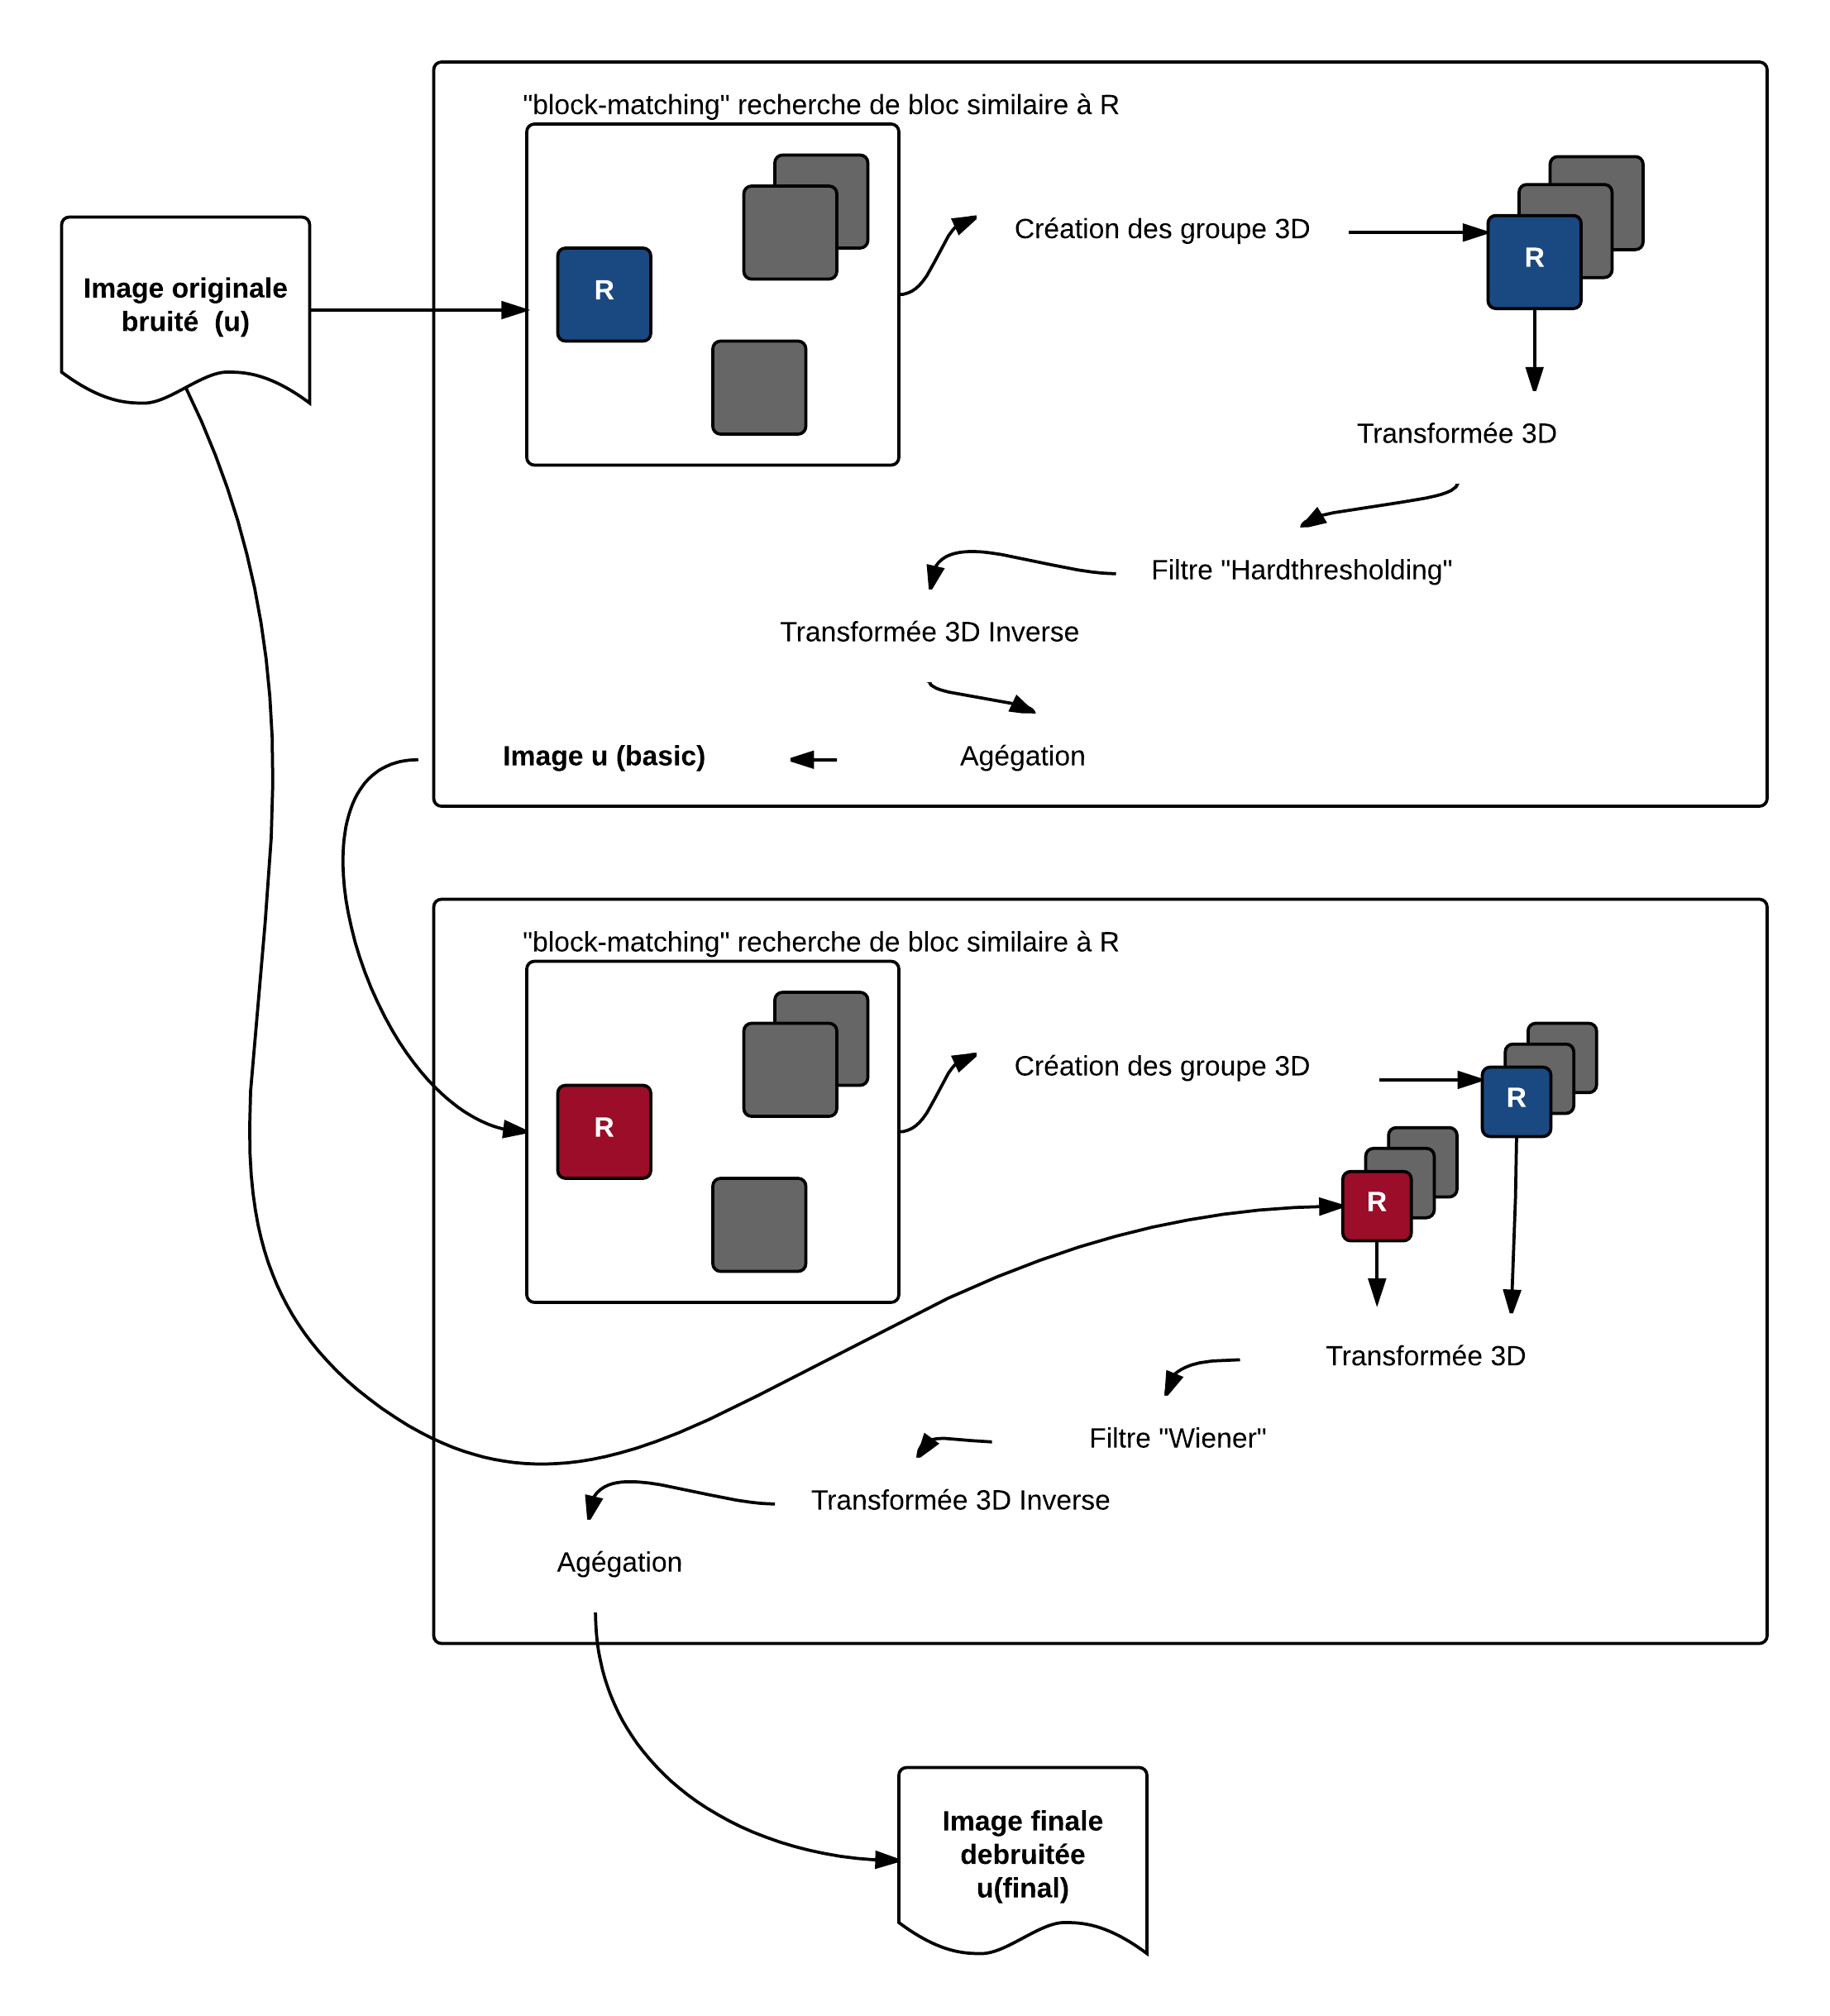 "block-matching" recherche de bloc similaire à R
Image originale
bruité (u)
R
Création des groupe 3D
R
Transformée 3D
Filtre "Hardthresholding"
Transformée 3D Inverse
Agégation
Image u (basic)
"block-matching" recherche de bloc similaire à R
R
Création des groupe 3D
R
R
Transformée 3D
Filtre "Wiener"
Transformée 3D Inverse
Agégation
Image finale
debruitée
u(final)